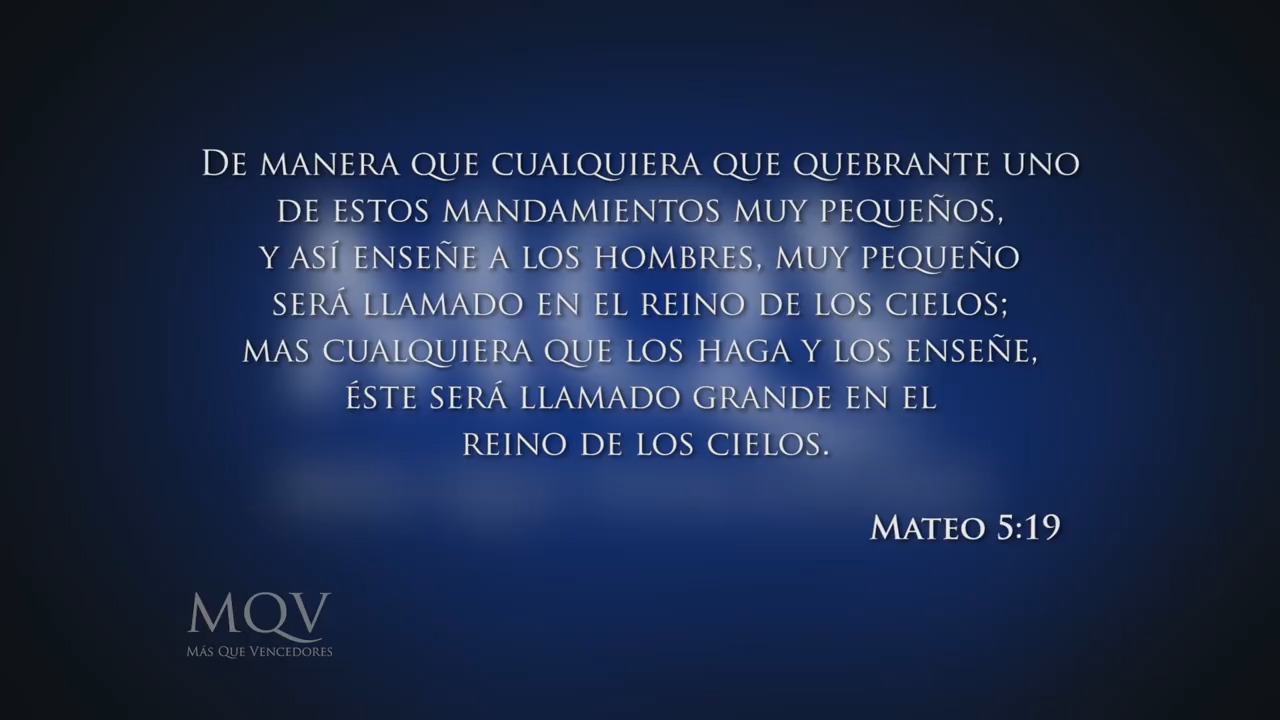 De manera que cualquiera que quebrante uno
de estos mandamientos muy pequeños,
y así enseñe a los hombres, muy pequeño
será llamado en el reino de los cielos;
mas cualquiera que los haga y los enseñe,
éste será llamado grande en el
reino de los cielos.
Mateo 5:19
MQV
Más Que Vencedores